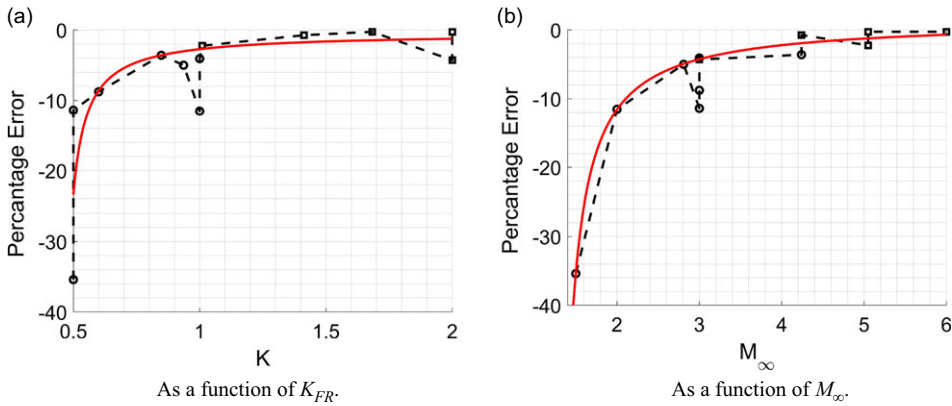 (a)
0
-10
-20
-30
-40
Percantage Error
0.5
1
1.5
2
K
As a function of K_FR.
(b)
0
-10
-20
-30
-40
Percantage Error
2
3
4
5
6
M_∞
As a function of M_∞.